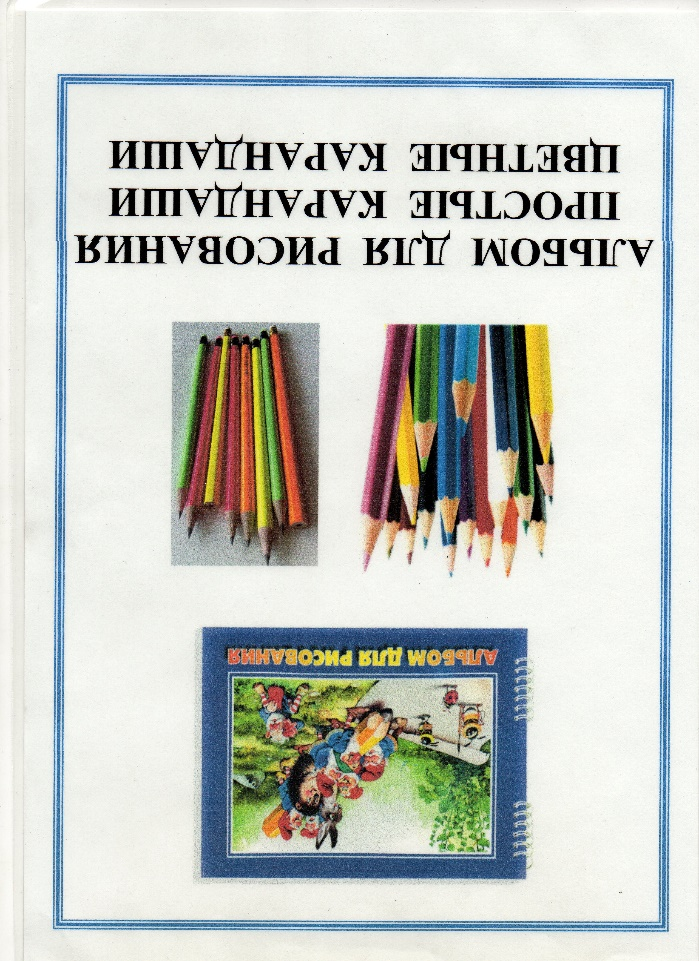 АЛЬБОМ ДЛЯ РИСОВАНИЯ
АЛЬБОМ ДЛЯ РИСОВАНИЯ
ПРОСТЫЕ КАРАНДАШИ
ЦВЕТНЫЕ КАРАНДАШИ